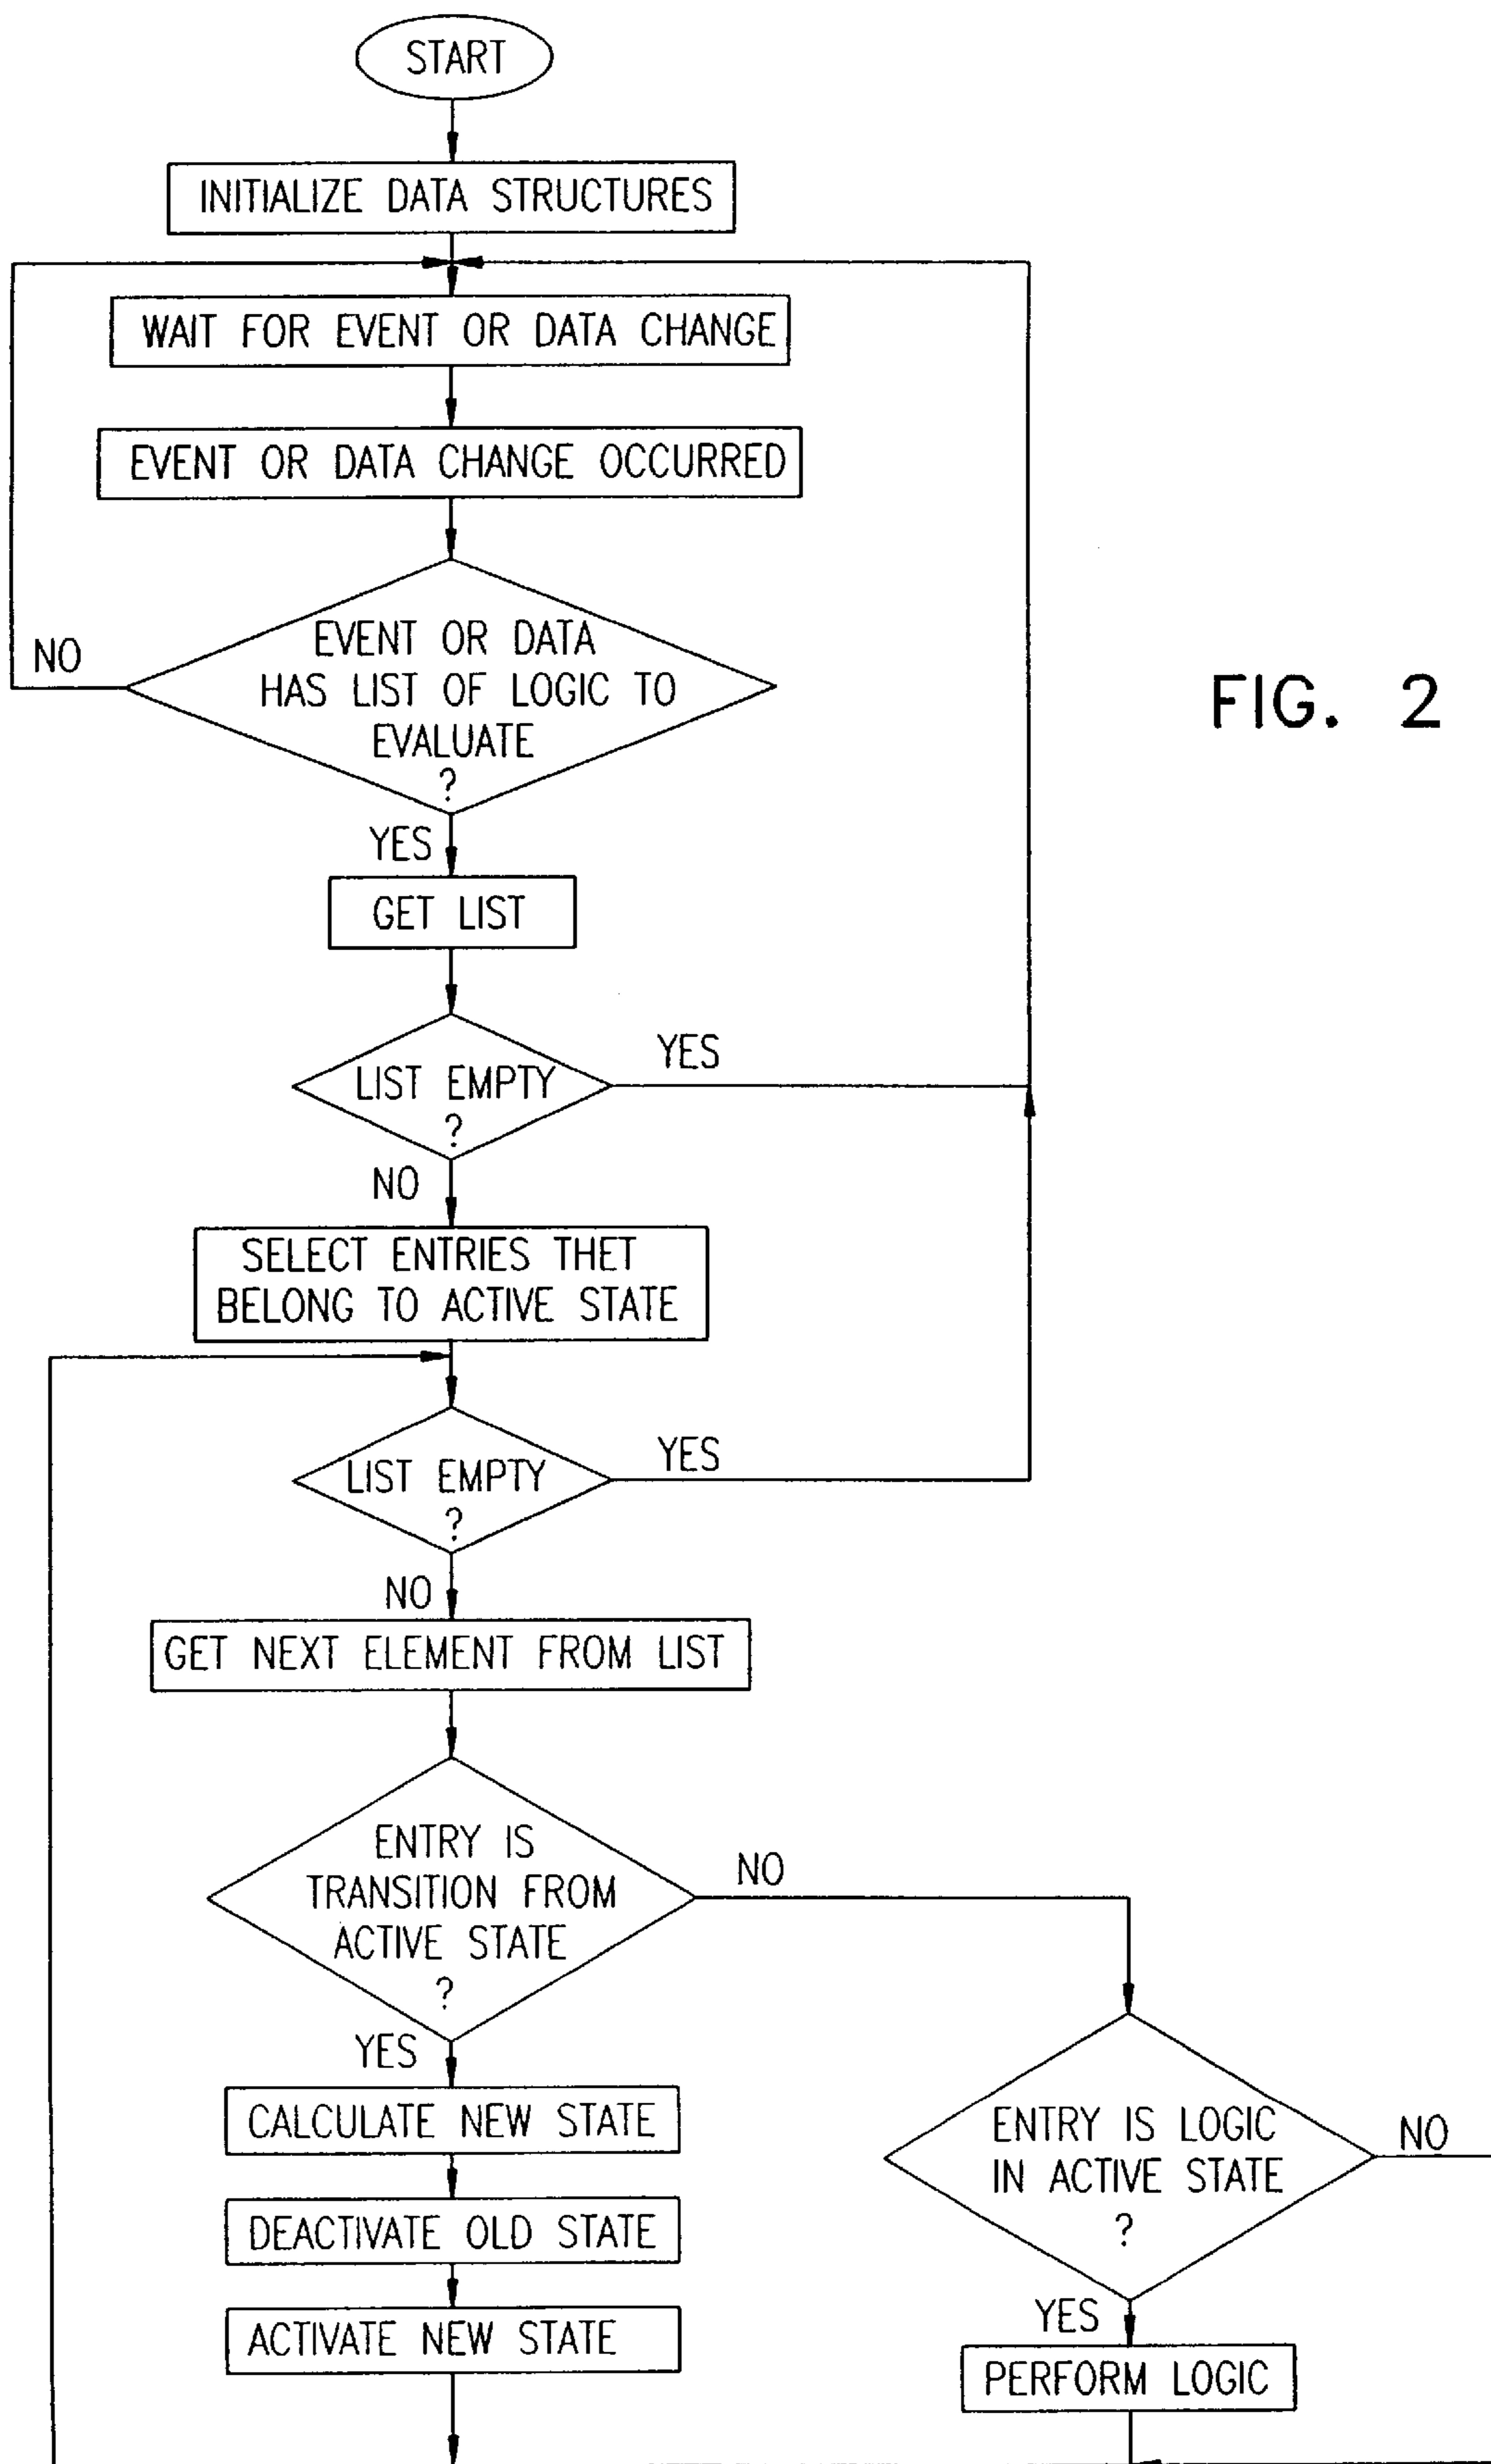 START
INITIALIZE DATA STRUCTURES
WAIT FOR EVENT OR DATA CHANGE
EVENT OR DATA CHANGE OCCURRED
EVENT OR DATA
HAS LIST OF LOGIC TO
EVALUATE
?
NO
FIG. 2
YES
GET LIST
LIST EMPTY
?
YES
NO
SELECT ENTRIES THET
BELONG TO ACTIVE STATE
LIST EMPTY
?
YES
NO
GET NEXT ELEMENT FROM LIST
ENTRY IS
TRANSITION FROM
ACTIVE STATE
?
NO
YES
CALCULATE NEW STATE
DEACTIVATE OLD STATE
ACTIVATE NEW STATE
ENTRY IS LOGIC
IN ACTIVE STATE
?
NO
YES
PERFORM LOGIC